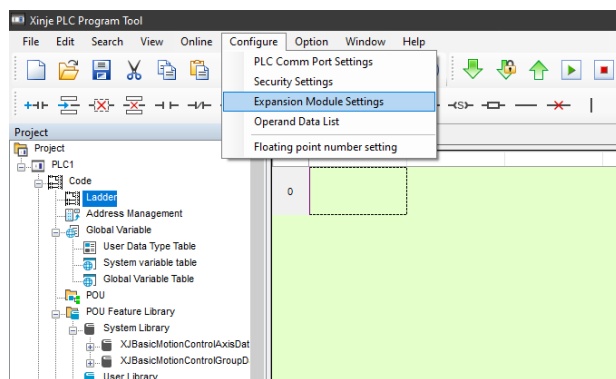 Xinje PLC Program Tool
File Edit Search View Online Configure Option Window Help
PLC Comm Port Settings
Security Settings
Expansion Module Settings
Operand Data List
Floating point number setting
Project
Project
PLC1
Code
Ladder
Address Management
Global Variable
User Data Type Table
System variable table
Global Variable Table
POU
POU Feature Library
System Library
XJBasicMotionControlAxisDat
XJBasicMotionControlGroupD
User Library
0